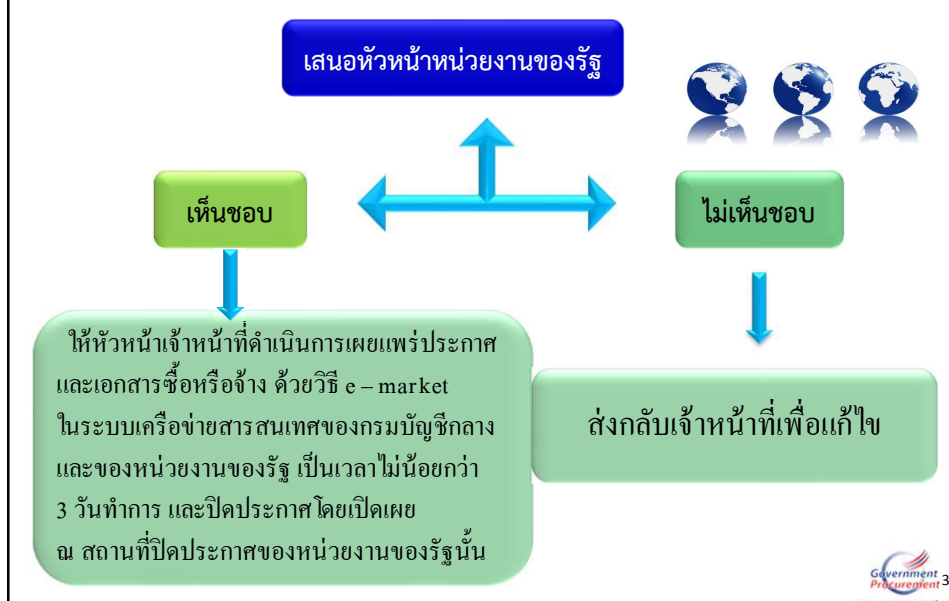 เสนอหัวหน้าหน่วยงานของรัฐ
เห็นชอบ
ไม่เห็นชอบ
ให้หัวหน้าเจ้าหน้าที่ดำเนินการเผยแพร่ประกาศ
และเอกสารซื้อหรือจ้าง ด้วยวิธี e – market
ในระบบเครือข่ายสารสนเทศของกรมบัญชีกลาง
และของหน่วยงานของรัฐ เป็นเวลาไม่น้อยกว่า
3 วันทำการ และปิดประกาศโดยเปิดเผย
ณ สถานที่ปิดประกาศของหน่วยงานของรัฐนั้น
ส่งกลับเจ้าหน้าที่เพื่อแก้ไข
Government
Procurement
3